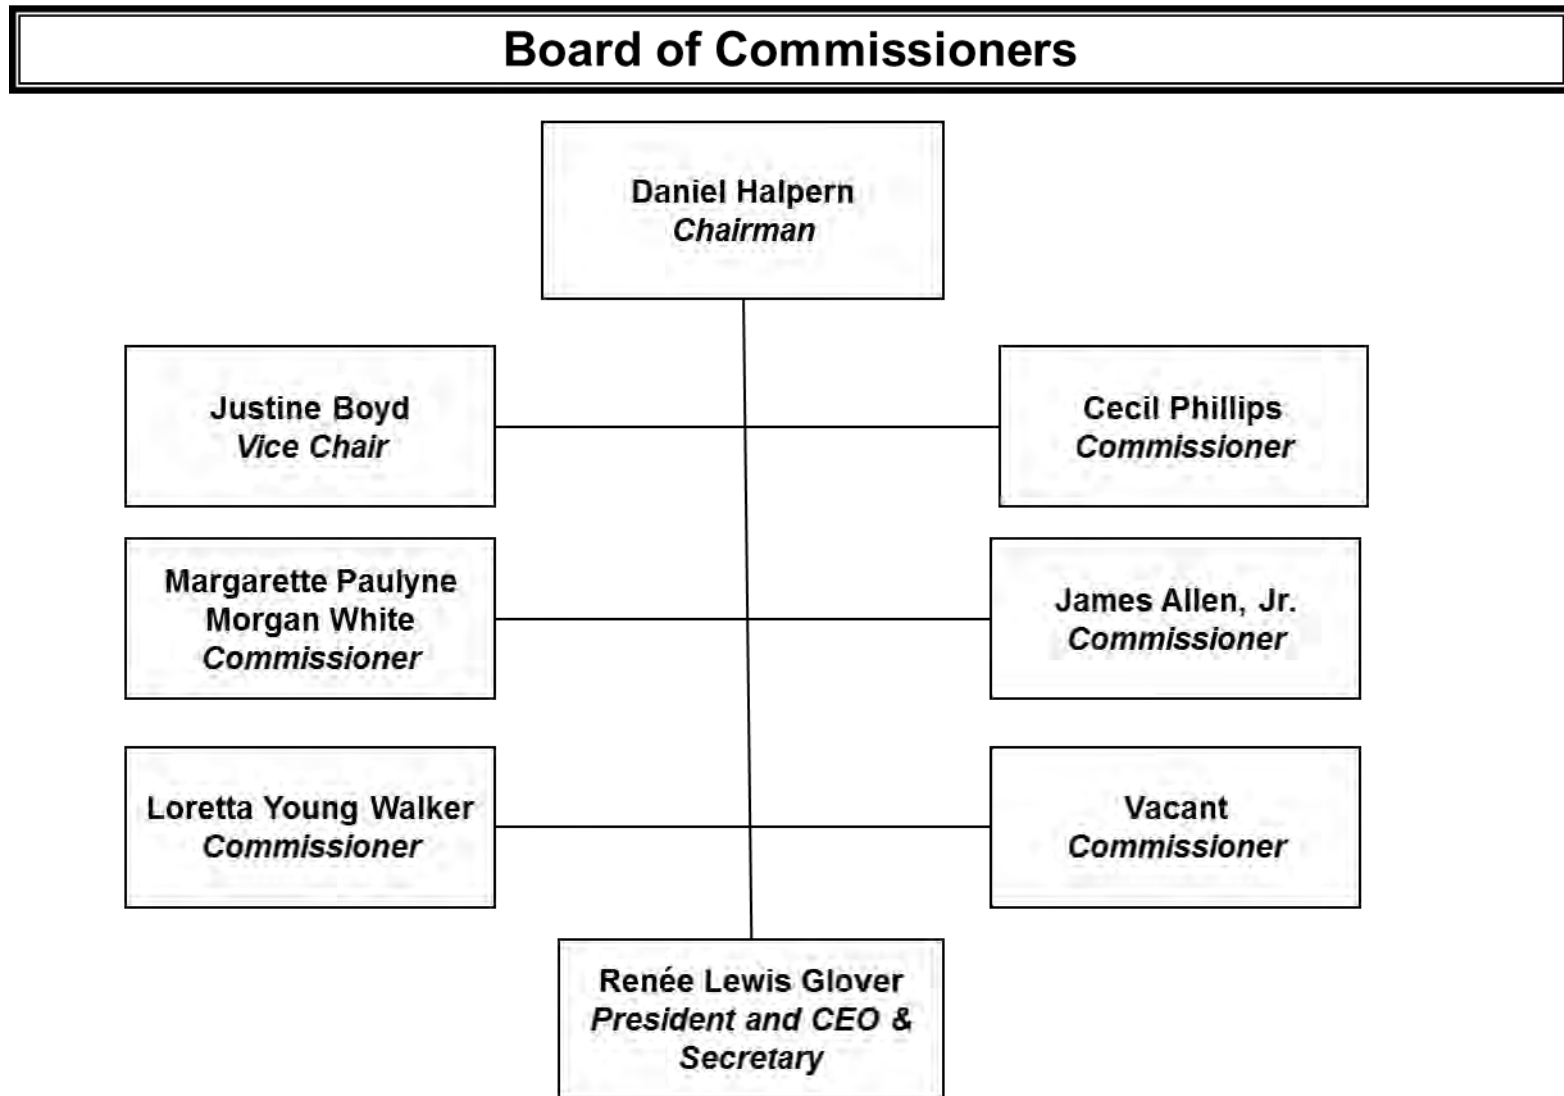 Board of Commissioners
Daniel Halpern
Chairman
Justine Boyd
Vice Chair
Cecil Phillips
Commissioner
Margarette Paulyne
Morgan White
Commissioner
James Allen, Jr.
Commissioner
Loretta Young Walker
Commissioner
Vacant
Commissioner
Renée Lewis Glover
President and CEO &
Secretary